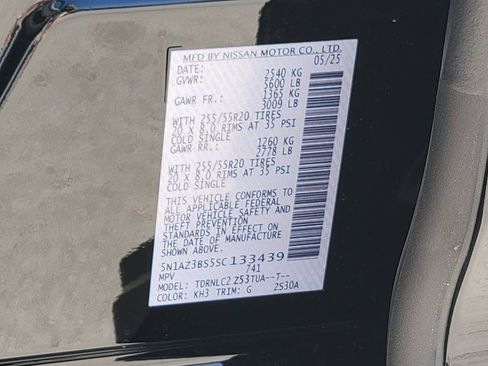 MFD BY NISSAN MOTOR CO., LTD.
DATE: 05/25
GVWR: 2540 KG
5600 LB
GAWR FR.: 1365 KG
3009 LB
WITH 255/55R20 TIRES
20 X 8.0 RIMS AT 35 PSI
COLD SINGLE
GAWR RR.: 1260 KG
2778 LB
WITH 255/55R20 TIRES
20 X 8.0 RIMS AT 35 PSI
COLD SINGLE
THIS VEHICLE CONFORMS TO
ALL APPLICABLE FEDERAL
MOTOR VEHICLE SAFETY AND
THEFT PREVENTION
STANDARDS IN EFFECT ON
THE DATE OF MANUFACTURE
SHOWN ABOVE.
5N1AZ3BS5SC133439
MPV 741
MODEL: TDRNLC2 Z53TUA--T--
COLOR: KH3 TRIM: G ZS30A